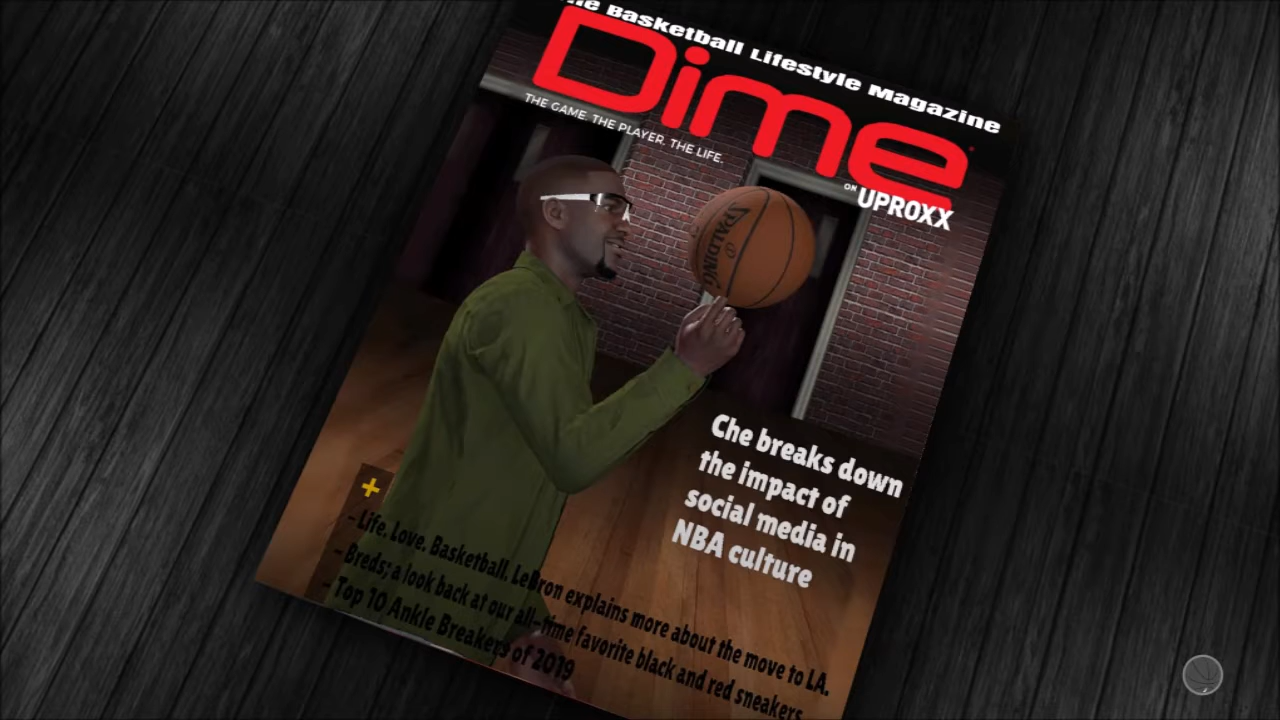 The Basketball Lifestyle Magazine
Dime
THE GAME. THE PLAYER. THE LIFE.
ON UPROXX
SPALDING
Che breaks down
the impact of
social media in
NBA culture
+
- Life. Love. Basketball. LeBron explains more about the move to LA.
- Breds; a look back at our all-time favorite black and red sneakers
- Top 10 Ankle Breakers of 2019